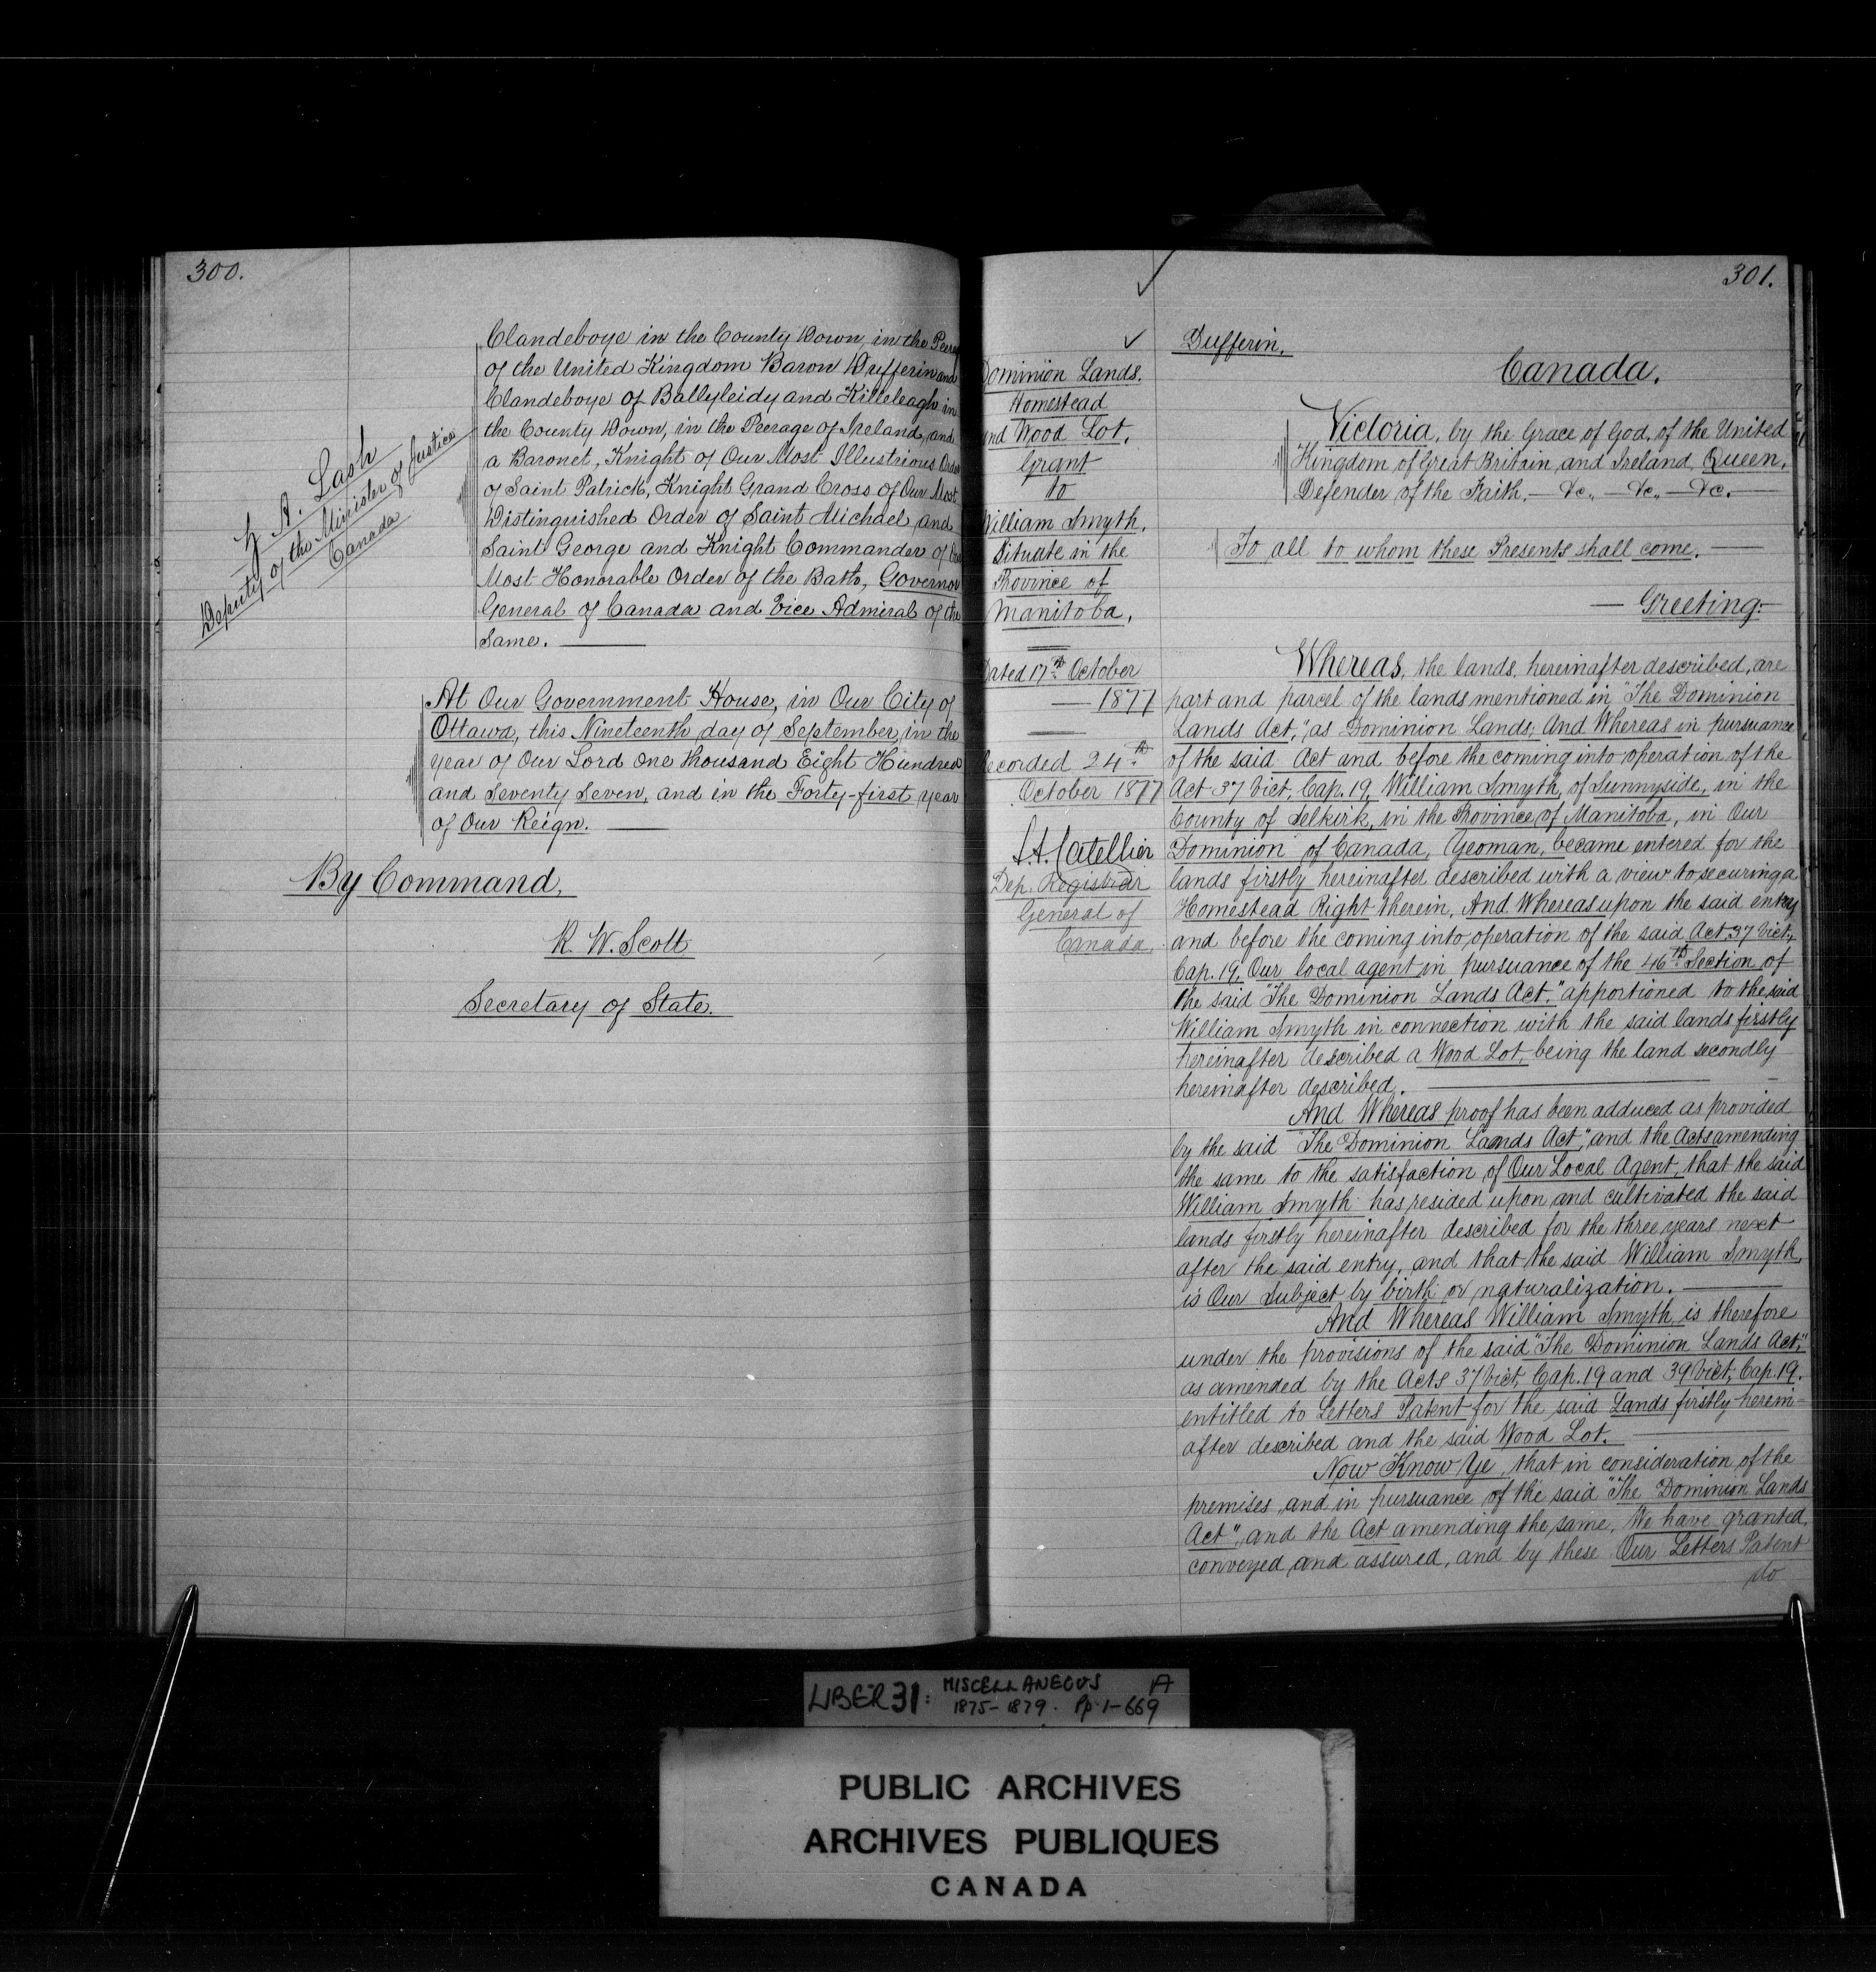 300.
Z. A. Lash
Deputy of the Minister of Justice
Canada
Clandeboye in the County Down, in the Peer
of the United Kingdom Baron Dufferin and
Clandeboye of Ballyleidy and Killeleagh in
the County Down, in the Peerage of Ireland, and
a Baronet, Knight of Our Most Illustrious Order
of Saint Patrick, Knight Grand Cross of Our Most
Distinguished Order of Saint Michael and
Saint George and Knight Commander of
Most Honorable Order of the Bath, Governor
General of Canada and Vice Admiral of the
Same.
At Our Government House, in Our City of
Ottawa, this Nineteenth day of September, in the
year of Our Lord One thousand Eight Hundred
and Seventy Seven, and in the Forty-first year
of Our Reign.
By Command,
R. W. Scott
Secretary of State.
301.
Dominion Lands.
Homestead
and Wood Lot.
Grant
to
William Smyth.
Situate in the
Province of
Manitoba.
Dated 17th October
1877
Recorded 24th
October 1877
Catellier
Dep. Registrar
General of
Canada.
Dufferin.
Canada.
Victoria, by the Grace of God, of the United
Kingdom of Great Britain and Ireland, Queen,
Defender of the Faith, — &c., — &c., — &c. —
To all to whom these Presents shall come. —
— Greeting:—
Whereas, the lands hereinafter described, are
part and parcel of the lands mentioned in "The Dominion
Lands Act," as Dominion Lands; And Whereas in pursuance
of the said Act and before the coming into operation of the
Act 37 Vict, Cap. 19, William Smyth, of Sunnyside, in the
County of Selkirk, in the Province of Manitoba, in Our
Dominion of Canada, Yeoman, became entered for the
lands firstly hereinafter described with a view to securing a
Homestead Right therein, And Whereas upon the said entry
and before the coming into operation of the said Act 37 Vict,
Cap. 19, Our local agent in pursuance of the 46th Section of
the said "The Dominion Lands Act," apportioned to the said
William Smyth in connection with the said lands firstly
hereinafter described a Wood Lot, being the land secondly
hereinafter described.
And Whereas proof has been adduced as provided
by the said "The Dominion Lands Act," and the Acts amending
the same to the satisfaction of Our Local Agent, that the said
William Smyth has resided upon and cultivated the said
lands firstly hereinafter described for the three years next
after the said entry, and that the said William Smyth,
is Our Subject by birth or naturalization.
And Whereas William Smyth is therefore
under the provisions of the said "The Dominion Lands Act,"
as amended by the Acts 37 Vict, Cap. 19 and 39 Vict, Cap. 19.
entitled to Letters Patent for the said Lands firstly herein-
after described and the said Wood Lot.
Now Know Ye, that in consideration of the
premises, and in pursuance of the said "The Dominion Lands
Act", and the Act amending the same, We have granted,
conveyed and assured, and by these Our Letters Patent
do
LIBER 31: MISCELLANEOUS A
1875-1879. Pp. 1-669
PUBLIC ARCHIVES
ARCHIVES PUBLIQUES
CANADA